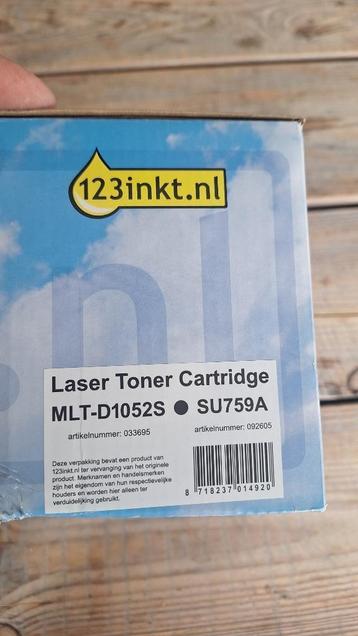 123inkt.nl
.nl
Laser Toner Cartridge
MLT-D1052S ● SU759A
artikelnummer: 033695 artikelnummer: 092605
Deze verpakking bevat een product van
123inkt.nl ter vervanging van het originele
product. Merknamen en handelsmerken
zijn het eigendom van hun respectievelijke
houders en worden hier alleen ter
verduidelijking gebruikt.
8 718237 014920